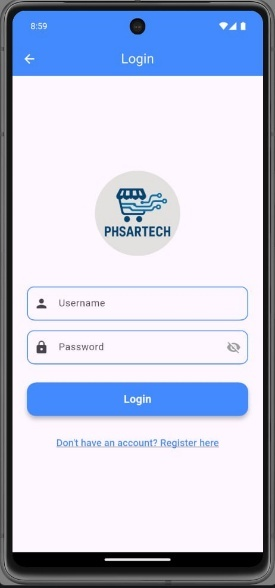 8:59
Login
PHSARTECH
Username
Password
Login
Don't have an account? Register here